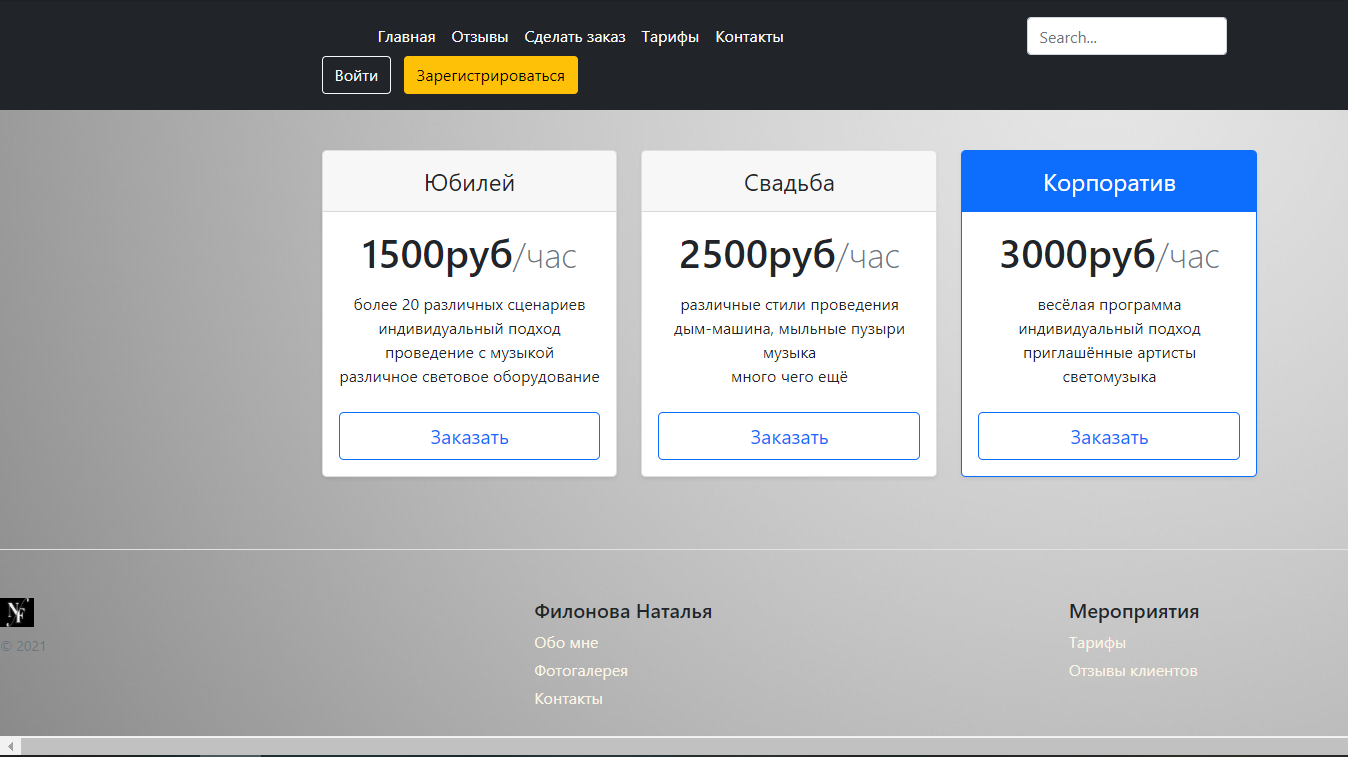 Главная Отзывы Сделать заказ Тарифы Контакты Search...
Войти Зарегистрироваться
Юбилей
1500руб/час
более 20 различных сценариев
индивидуальный подход
проведение с музыкой
различное световое оборудование
Заказать
Свадьба
2500руб/час
различные стили проведения
дым-машина, мыльные пузыри
музыка
много чего ещё
Заказать
Корпоратив
3000руб/час
весёлая программа
индивидуальный подход
приглашённые артисты
светомузыка
Заказать
NF
© 2021
Филонова Наталья
Обо мне
Фотогалерея
Контакты
Мероприятия
Тарифы
Отзывы клиентов